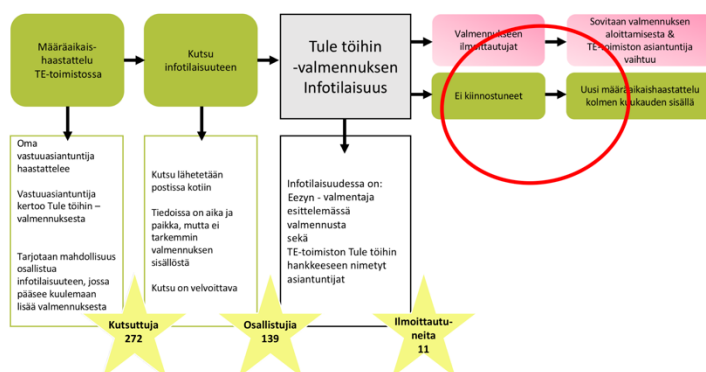 Määräaikais-
haastattelu
TE-toimistossa
Kutsu
infotilaisuuteen
Tule töihin
-valmennuksen
Infotilaisuus
Valmennukseen
ilmoittautujat
Sovitaan valmennuksen
aloittamisesta &
TE-toimiston asiantuntija
vaihtuu
Ei kiinnostuneet
Uusi määräaikaishaastattelu
kolmen kuukauden sisällä
Oma
vastuuasiantuntija
haastattelee
Vastuuasiantuntija
kertoo Tule töihin –
valmennuksesta
Tarjotaan mahdollisuus
osallistua
infotilaisuuteen, jossa
pääsee kuulemaan
lisää valmennuksesta
Kutsu lähetetään
postissa kotiin
Tiedoissa on aika ja
paikka, mutta ei
tarkemmin
valmennuksen
sisällöstä
Kutsu on velvoittava
Infotilaisuudessa on:
Eezyn - valmentaja
esittelemässä
valmennusta
sekä
TE-toimiston Tule töihin
hankkeeseen nimetyt
asiantuntijat
Kutsuttuja
272
Osallistujia
139
Ilmoittautu-
neita
11